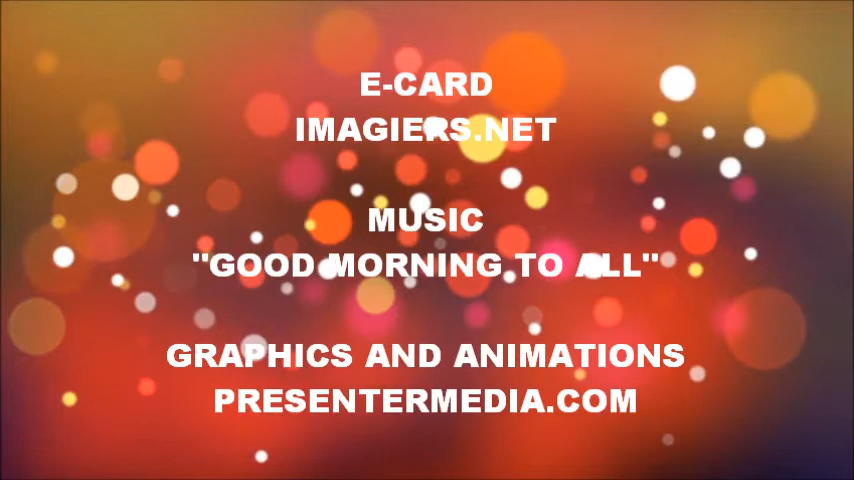 E-CARD
IMAGIERS.NET
MUSIC
"GOOD MORNING TO ALL"
GRAPHICS AND ANIMATIONS
PRESENTERMEDIA.COM